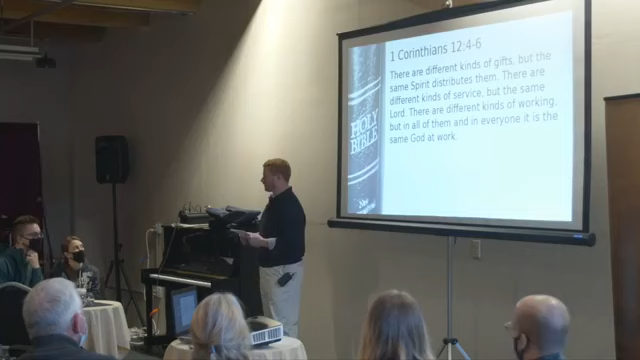 1 Corinthians 12:4-6
There are different kinds of gifts, but the
same Spirit distributes them. There are
different kinds of service, but the same
Lord. There are different kinds of working,
but in all of them and in everyone it is the
same God at work.
HOLY
BIBLE